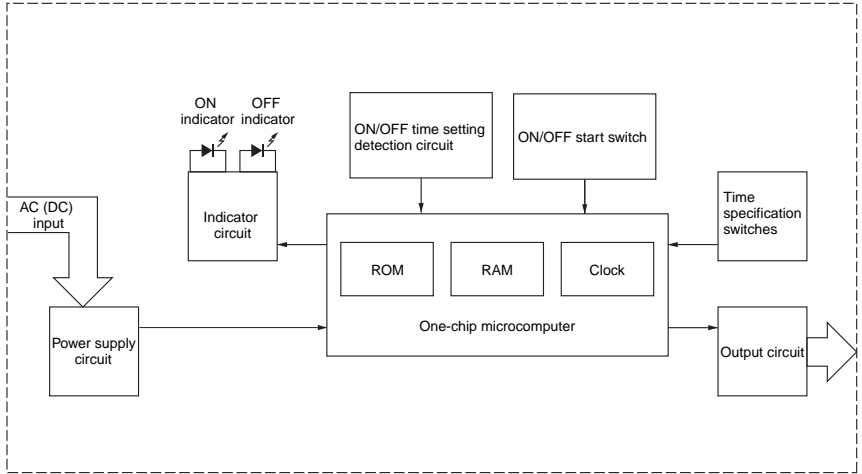 ON
indicator
OFF
indicator
ON/OFF time setting
detection circuit
ON/OFF start switch
AC (DC)
input
Indicator
circuit
Time
specification
switches
ROM
RAM
Clock
One-chip microcomputer
Power supply
circuit
Output circuit